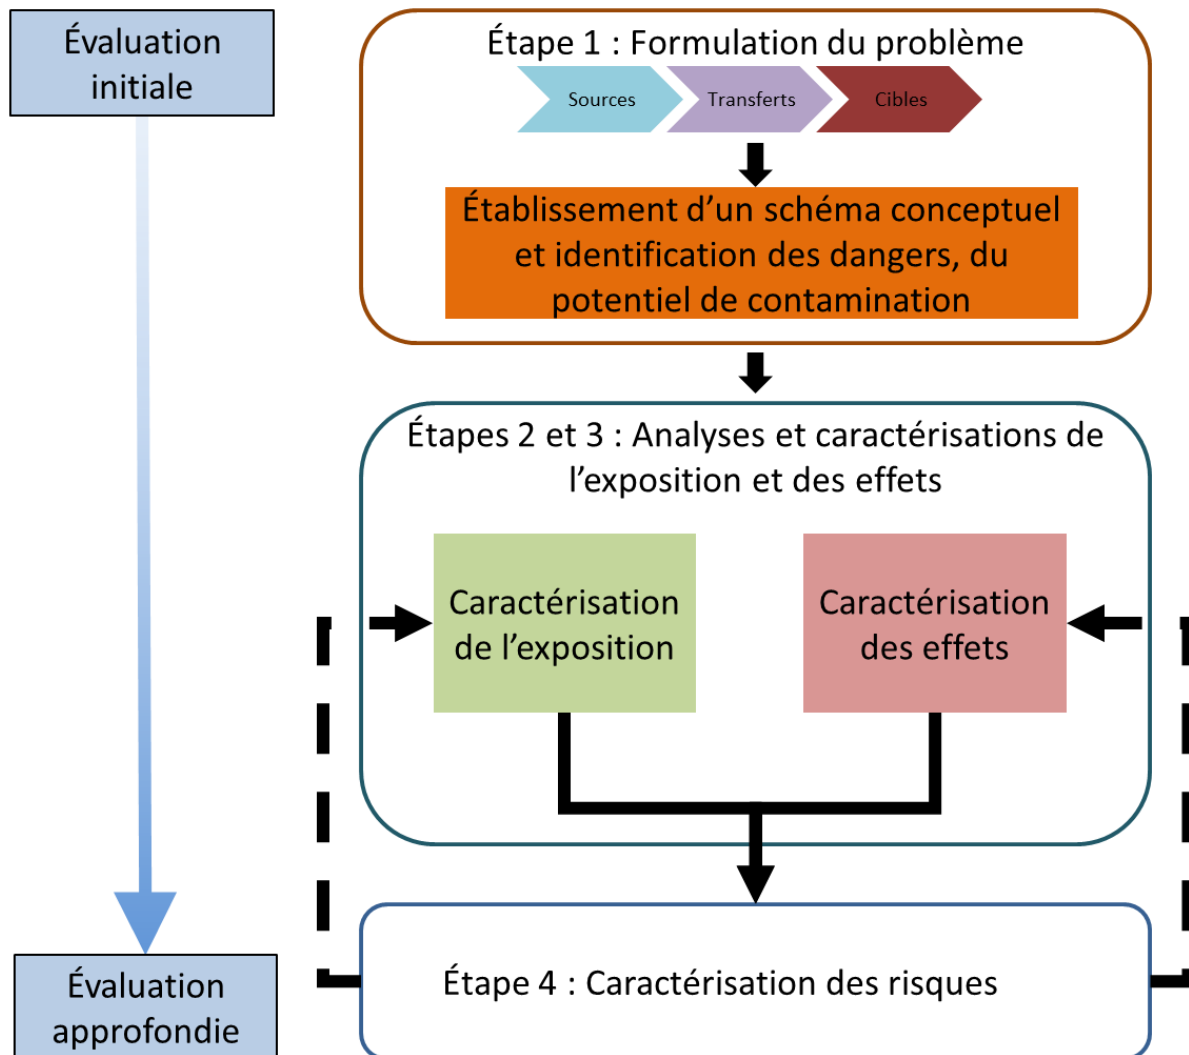 Évaluation
initiale
Étape 1 : Formulation du problème
Sources
Transferts
Cibles
Établissement d’un schéma conceptuel
et identification des dangers, du
potentiel de contamination
Étapes 2 et 3 : Analyses et caractérisations de
l’exposition et des effets
Caractérisation
de l’exposition
Caractérisation
des effets
Étape 4 : Caractérisation des risques
Évaluation
approfondie